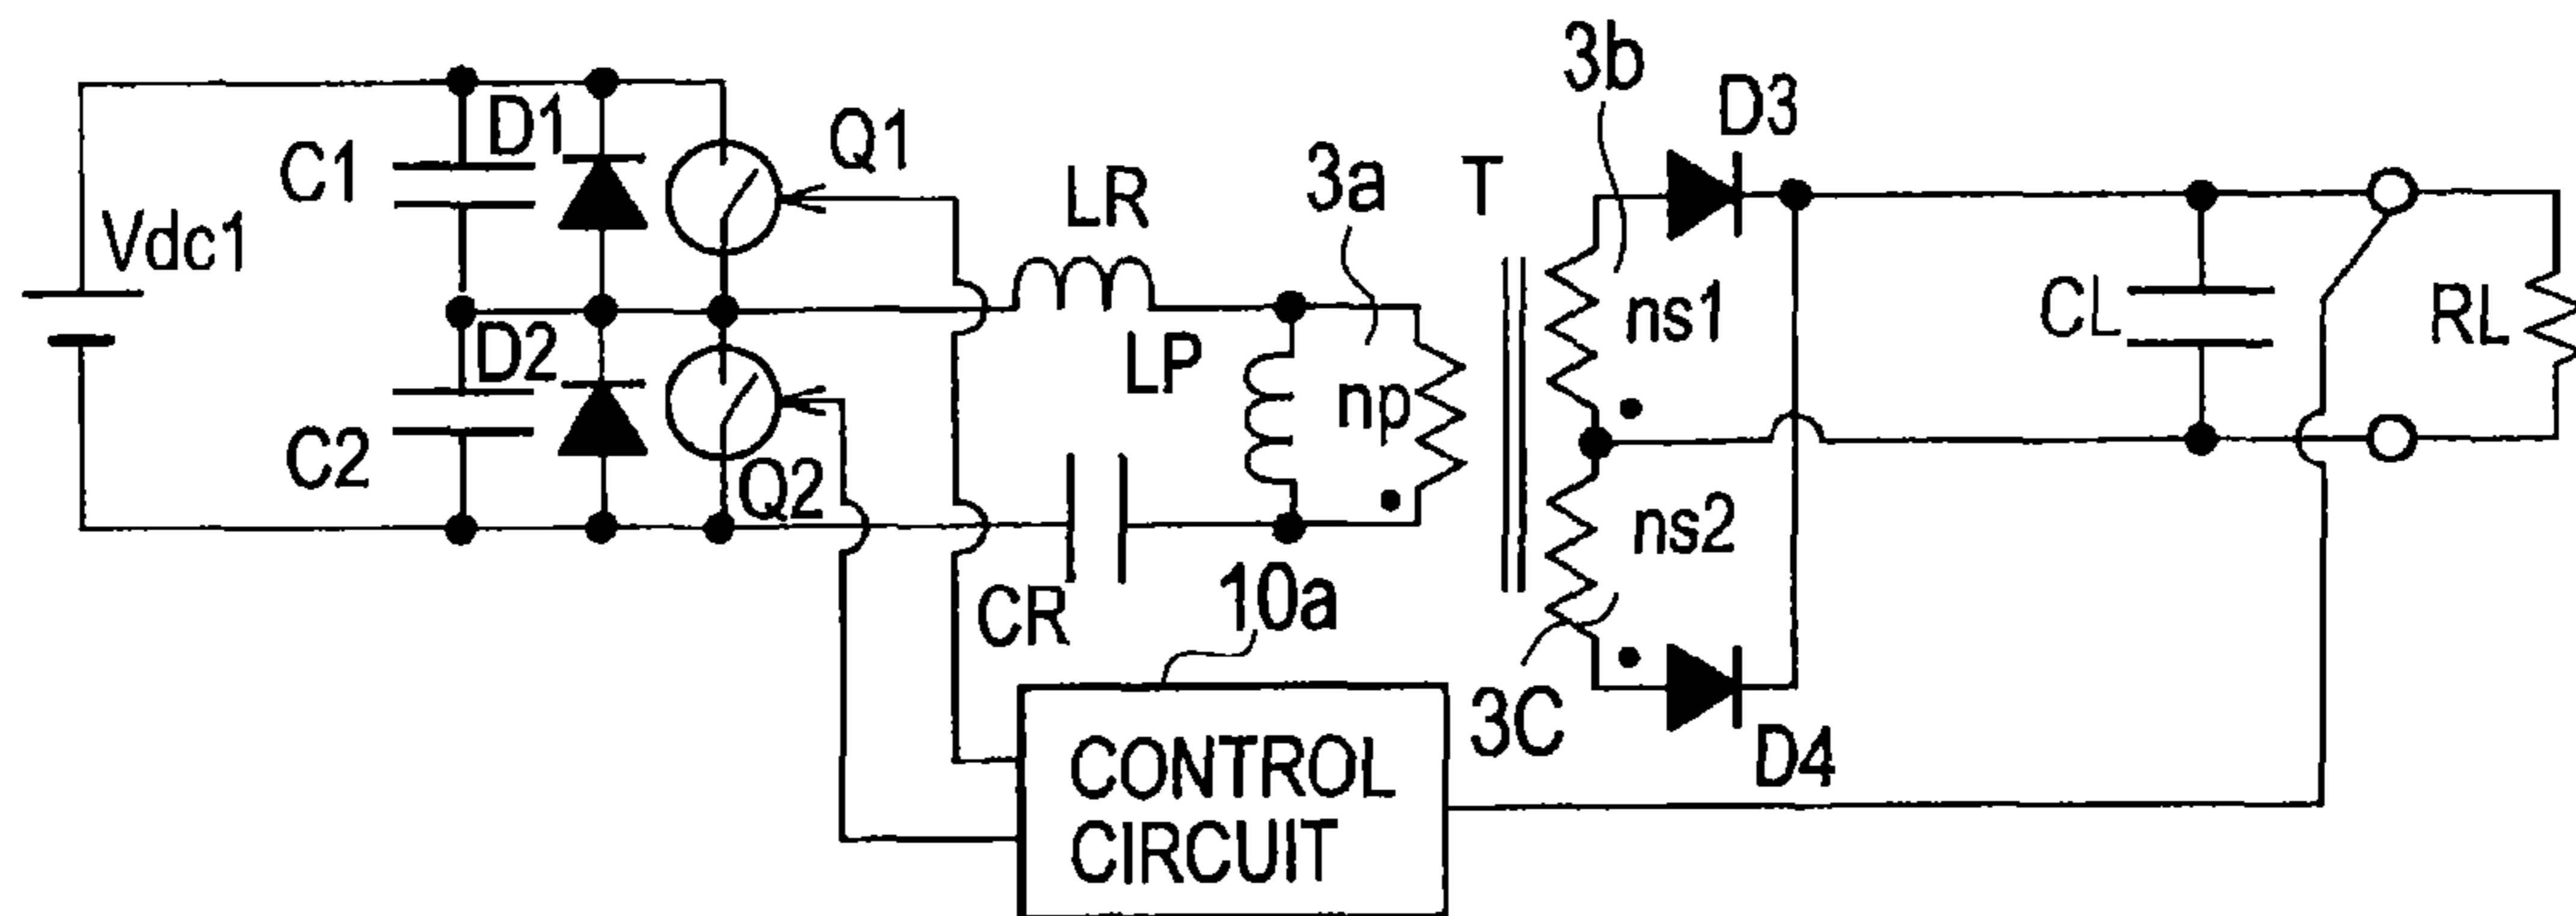 3b
D3
D1
Q1
C1
LR
3a
T
Vdc1
ns1
CL
RL
D2
LP
np
C2
Q2
ns2
CR
10a
3C
D4
CONTROL
CIRCUIT